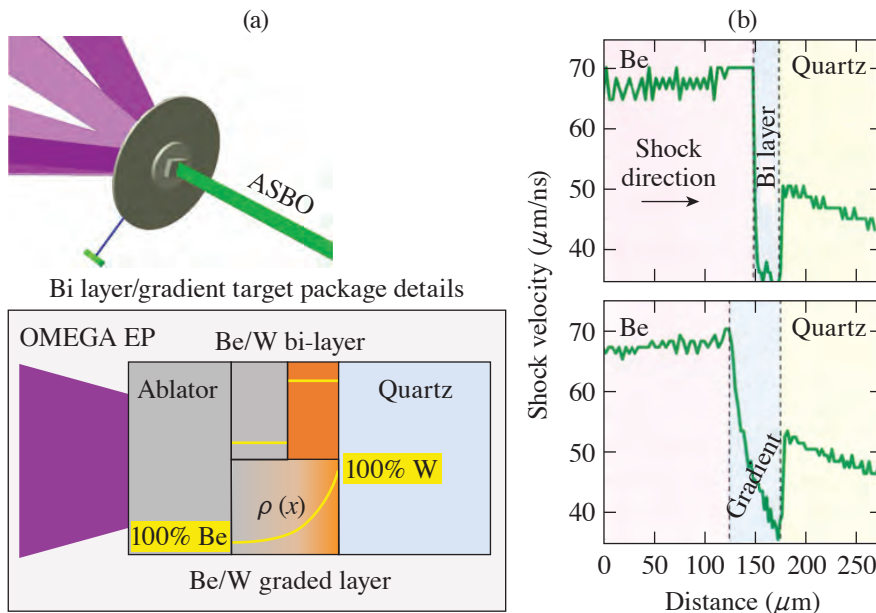 (a)
ASBO
Bi layer/gradient target package details
OMEGA EP
Be/W bi-layer
Ablator
Quartz
100% W
ρ (x)
100% Be
Be/W graded layer
(b)
Be
Quartz
70
60
Shock
direction
Bi layer
50
40
Shock velocity (μm/ns)
Be
Quartz
70
60
50
Gradient
40
0 50 100 150 200 250
Distance (μm)